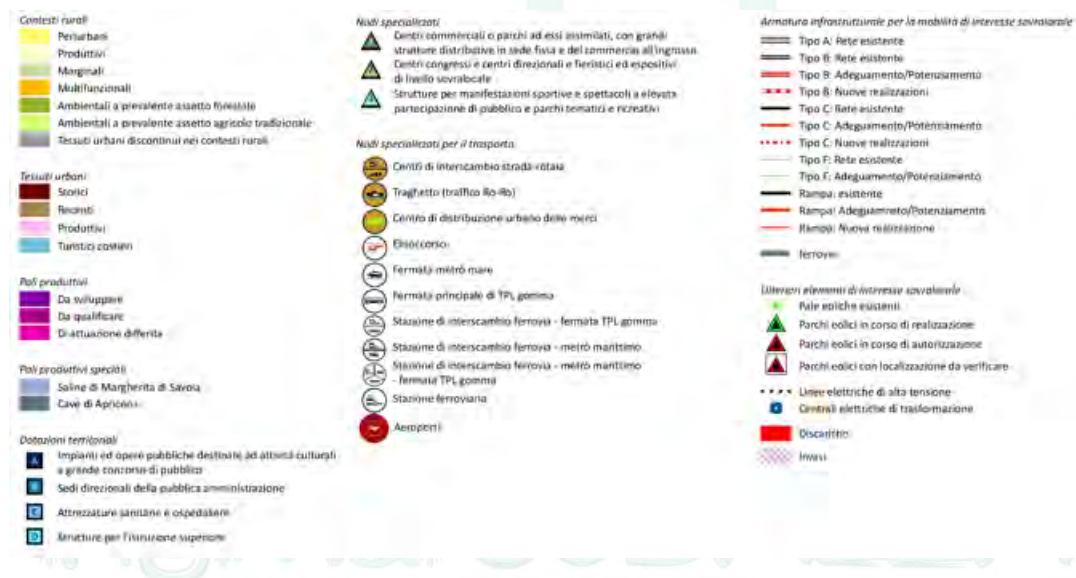 Contesti rurali
Periurbani
Produttivi
Marginali
Multifunzionali
Ambientali a prevalente assetto forestale
Ambientali a prevalente assetto agricolo tradizionale
Tessuti urbani discontinui nei contesti rurali
Tessuti urbani
Storici
Recenti
Produttivi
Turistici costieri
Poli produttivi
Da sviluppare
Da qualificare
Di attuazione differita
Poli produttivi speciali
Saline di Margherita di Savoia
Cave di Apricena
Dotazioni territoriali
A Impianti ed opere pubbliche destinate ad attività culturali
a grande concorso di pubblico
Sedi direzionali della pubblica amministrazione
C Attrezzature sanitarie e ospedaliere
D Strutture per l'istruzione superiore
Nodi specializzati
Centri commerciali o parchi ad essi assimilati, con grandi
strutture distributive in sede fissa e del commercio all'ingrosso
Centri congressi e centri direzionali e fieristici ed espositivi
di livello sovralocale
Strutture per manifestazioni sportive e spettacoli a elevata
partecipazione di pubblico e parchi tematici e ricreativi
Nodi specializzati per il trasporto
Centri di interscambio strada-rotaia
Traghetto (traffico Ro-Ro)
Centro di distribuzione urbano delle merci
Elisoccorso
Fermata metrò mare
Fermata principale di TPL gomma
Stazione di interscambio ferrovia - fermata TPL gomma
Stazione di interscambio ferrovia - metrò marittimo
Stazione di interscambio ferrovia - metrò marittimo
- fermata TPL gomma
Stazione ferroviaria
Aeroporti
Armatura infrastrutturale per la mobilità di interesse sovralocale
Tipo A: Rete esistente
Tipo B: Rete esistente
Tipo B: Adeguamento/Potenziamento
Tipo B: Nuove realizzazioni
Tipo C: Rete esistente
Tipo C: Adeguamento/Potenziamento
Tipo C: Nuove realizzazioni
Tipo F: Rete esistente
Tipo F: Adeguamento/Potenziamento
Rampa: esistente
Rampa: Adeguamneto/Potenziamento
Rampa: Nuova realizzazione
ferrovie
Ulteriori elementi di interesse sovralocale
Pale eoliche esistenti
Parchi eolici in corso di realizzazione
Parchi eolici in corso di autorizzazione
Parchi eolici con localizzazione da verificare
Linee elettriche di alta tensione
Centrali elettriche di trasformazione
Discariche
Invasi